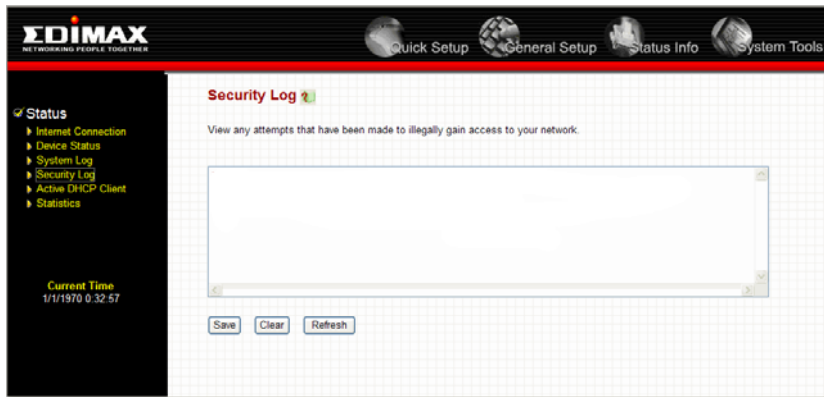 EDIMAX
NETWORKING PEOPLE TOGETHER
Quick Setup
General Setup
Status Info
System Tools
Status
Internet Connection
Device Status
System Log
Security Log
Active DHCP Client
Statistics
Current Time
1/1/1970 0:32:57
Security Log ?
View any attempts that have been made to illegally gain access to your network.
Save
Clear
Refresh